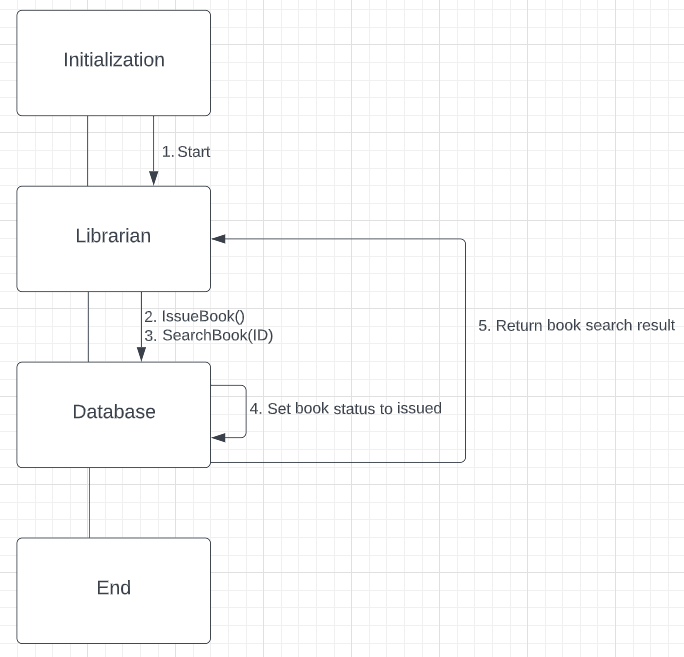 Initialization
1. Start
Librarian
2. IssueBook()
3. SearchBook(ID)
5. Return book search result
Database
4. Set book status to issued
End